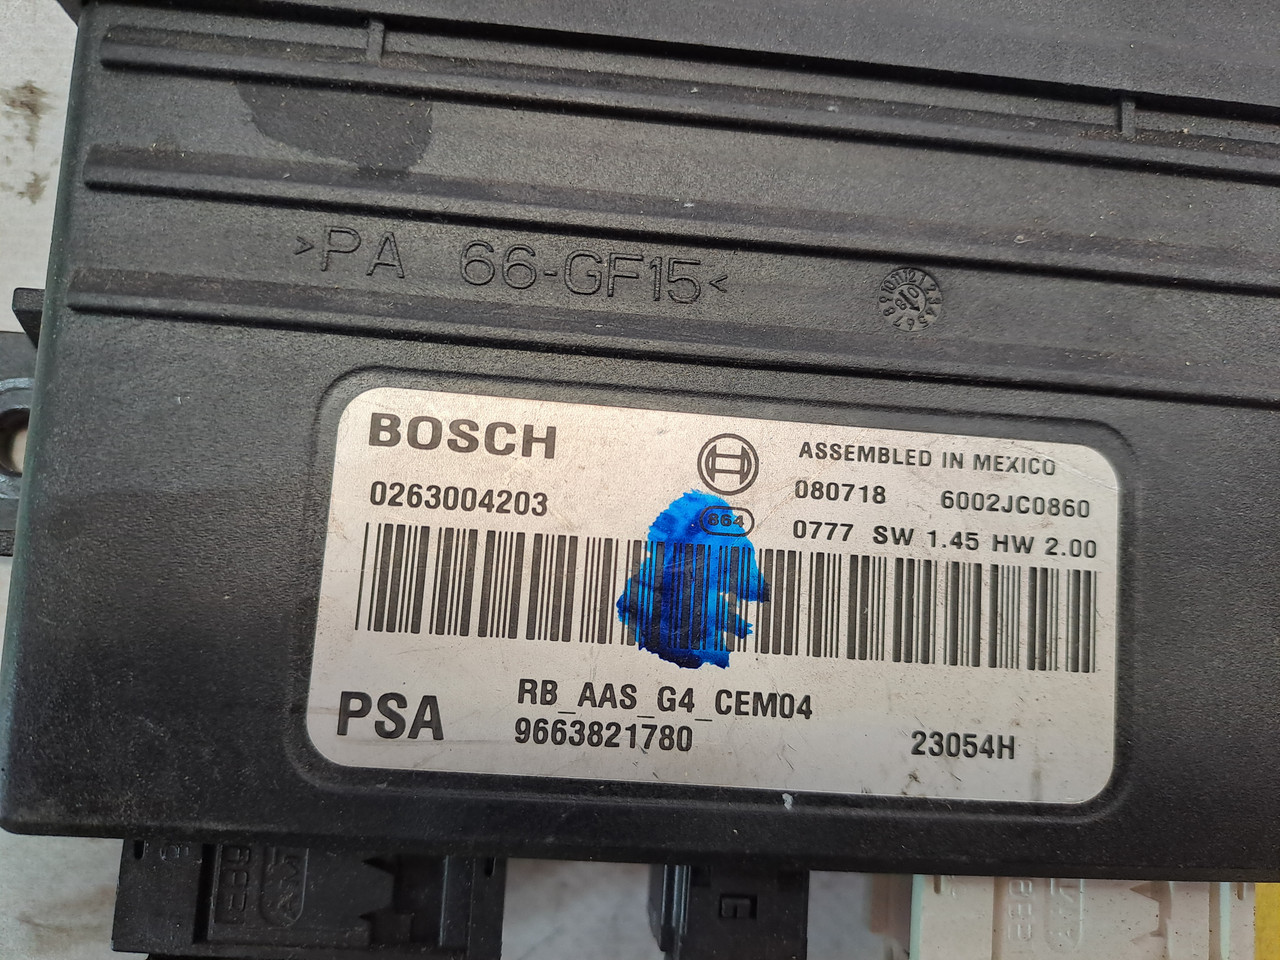 >PA 66-GF15<
BOSCH
ASSEMBLED IN MEXICO
0263004203
080718 6002JC0860
864
0777 SW 1.45 HW 2.00
RB_AAS_G4_CEM04
PSA
9663821780
23054H